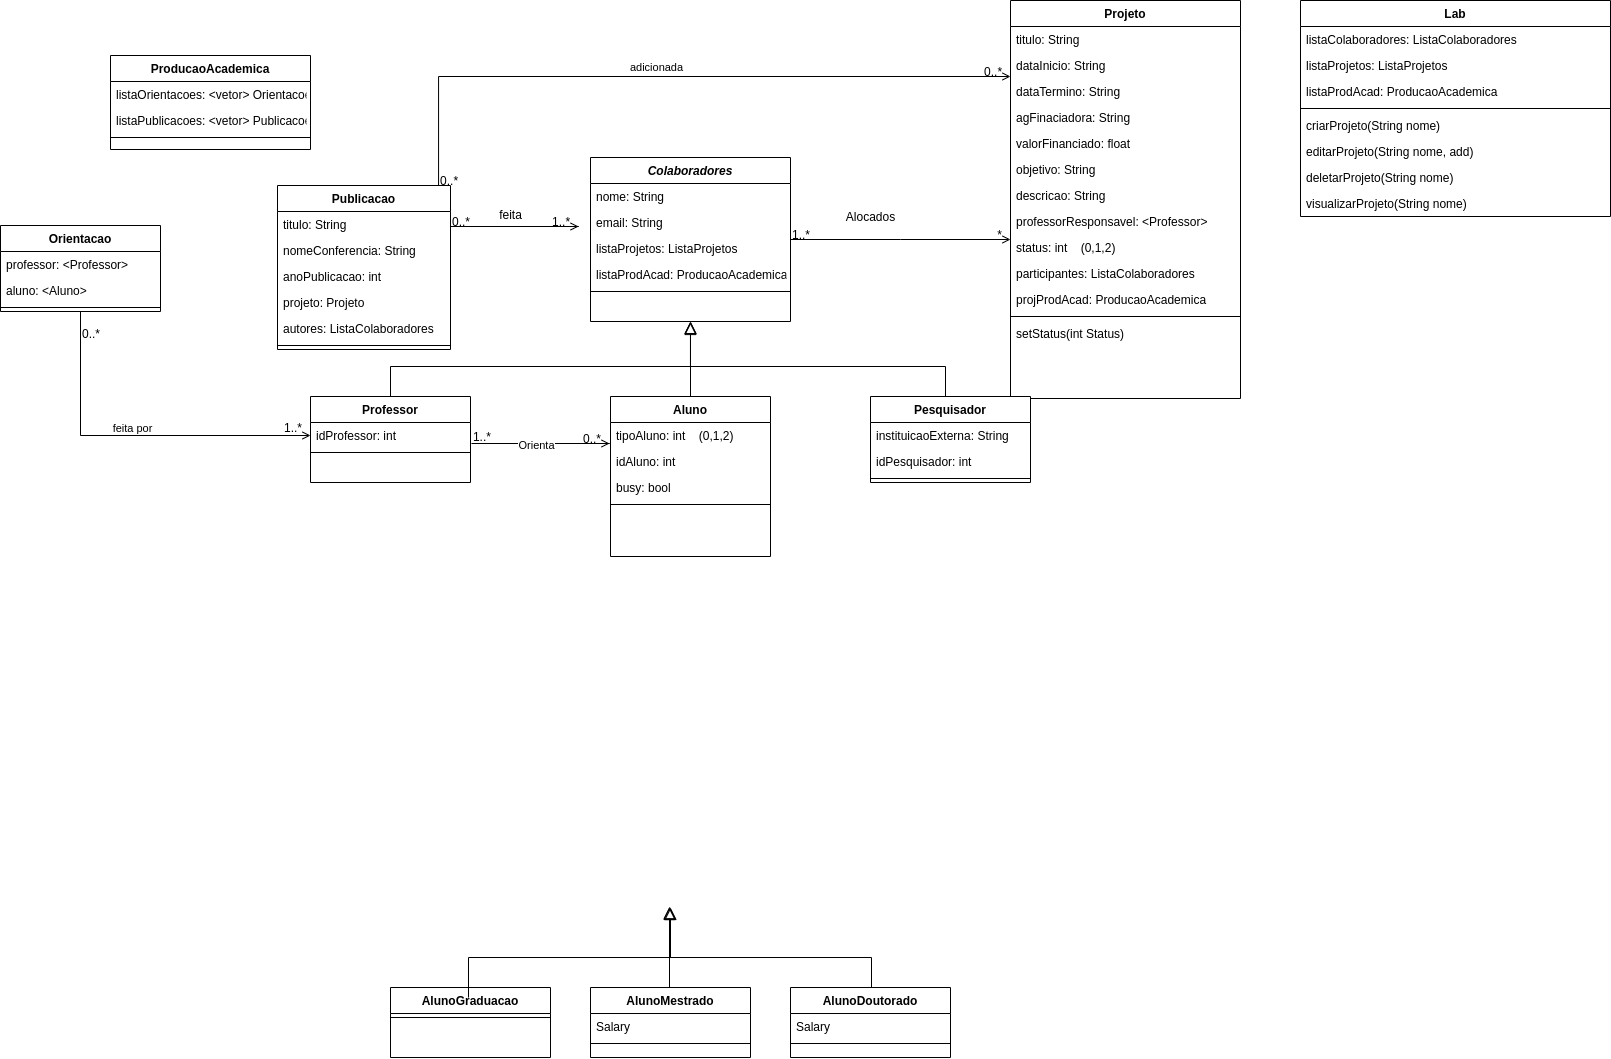 Projeto
titulo: String
dataInicio: String
dataTermino: String
agFinaciadora: String
valorFinanciado: float
objetivo: String
descricao: String
professorResponsavel: <Professor>
status: int    (0,1,2)
participantes: ListaColaboradores
projProdAcad: ProducaoAcademica
setStatus(int Status)
Lab
listaColaboradores: ListaColaboradores
listaProjetos: ListaProjetos
listaProdAcad: ProducaoAcademica
criarProjeto(String nome)
editarProjeto(String nome, add)
deletarProjeto(String nome)
visualizarProjeto(String nome)
ProducaoAcademica
listaOrientacoes: <vetor> Orientacoe
listaPublicacoes: <vetor> Publicacoe
adicionada
0..*
0..*
Colaboradores
nome: String
email: String
listaProjetos: ListaProjetos
listaProdAcad: ProducaoAcademica
Publicacao
titulo: String
nomeConferencia: String
anoPublicacao: int
projeto: Projeto
autores: ListaColaboradores
0..*
feita
1..*
Alocados
1..*
*
Orientacao
professor: <Professor>
aluno: <Aluno>
0..*
feita por
1..*
Professor
idProfessor: int
1..*
Orienta
0..*
Aluno
tipoAluno: int    (0,1,2)
idAluno: int
busy: bool
Pesquisador
instituicaoExterna: String
idPesquisador: int
AlunoGraduacao
AlunoMestrado
Salary
AlunoDoutorado
Salary